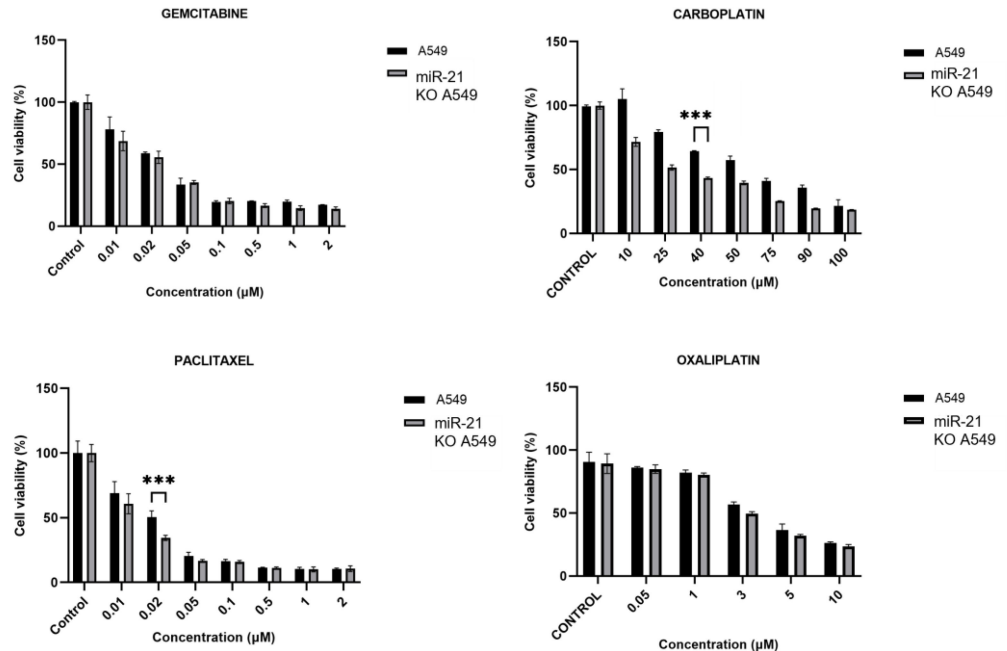 GEMCITABINE
150
100
50
0
Cell viability (%)
Control
0.01
0.02
0.05
0.1
0.5
1
2
Concentration (µM)
A549
miR-21
KO A549
CARBOPLATIN
150
100
50
0
Cell viability (%)
***
CONTROL
10
25
40
50
75
90
100
Concentration (µM)
A549
miR-21
KO A549
PACLITAXEL
150
100
50
0
Cell viability (%)
***
Control
0.01
0.02
0.05
0.1
0.5
1
2
Concentration (µM)
A549
miR-21
KO A549
OXALIPLATIN
150
100
50
0
Cell viability (%)
CONTROL
0.05
1
3
5
10
Concentration (µM)
A549
miR-21
KO A549